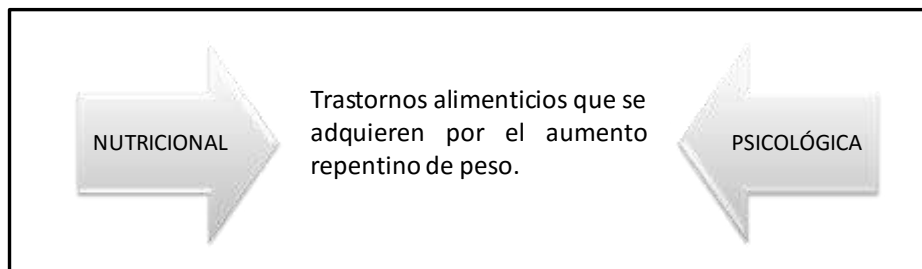 NUTRICIONAL
Trastornos alimenticios que se
adquieren por el aumento
repentino de peso.
PSICOLÓGICA